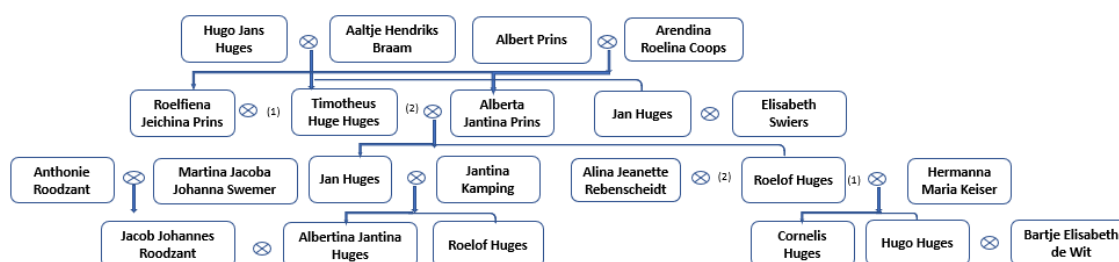 Hugo Jans
Huges
Aaltje Hendriks
Braam
Albert Prins
Arendina
Roelina Coops
Roelfiena
Jeichina Prins
(1)
Timotheus
Huge Huges
(2)
Alberta
Jantina Prins
Jan Huges
Elisabeth
Swiers
Anthonie
Roodzant
Martina Jacoba
Johanna Swemer
Jan Huges
Jantina
Kamping
Alina Jeanette
Rebenscheidt
(2)
Roelof Huges
(1)
Hermanna
Maria Keiser
Jacob Johannes
Roodzant
Albertina Jantina
Huges
Roelof Huges
Cornelis
Huges
Hugo Huges
Bartje Elisabeth
de Wit